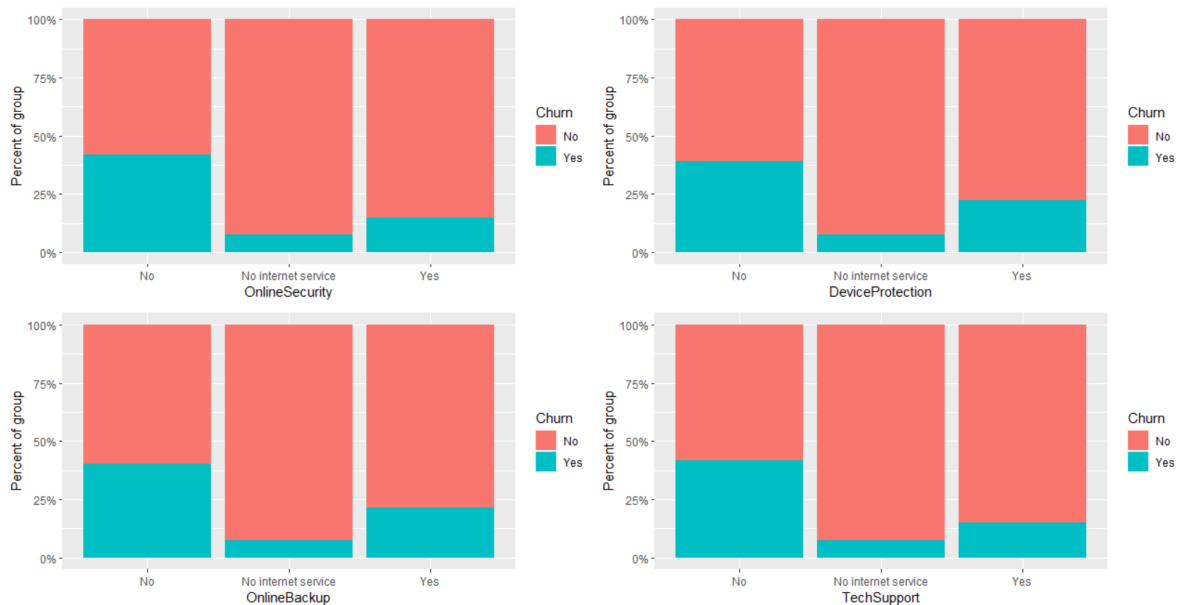 100%
75%
50%
25%
0%
Percent of group
No
No internet service
Yes
OnlineSecurity
Churn
No
Yes
100%
75%
50%
25%
0%
Percent of group
No
No internet service
Yes
DeviceProtection
Churn
No
Yes
100%
75%
50%
25%
0%
Percent of group
No
No internet service
Yes
OnlineBackup
Churn
No
Yes
100%
75%
50%
25%
0%
Percent of group
No
No internet service
Yes
TechSupport
Churn
No
Yes